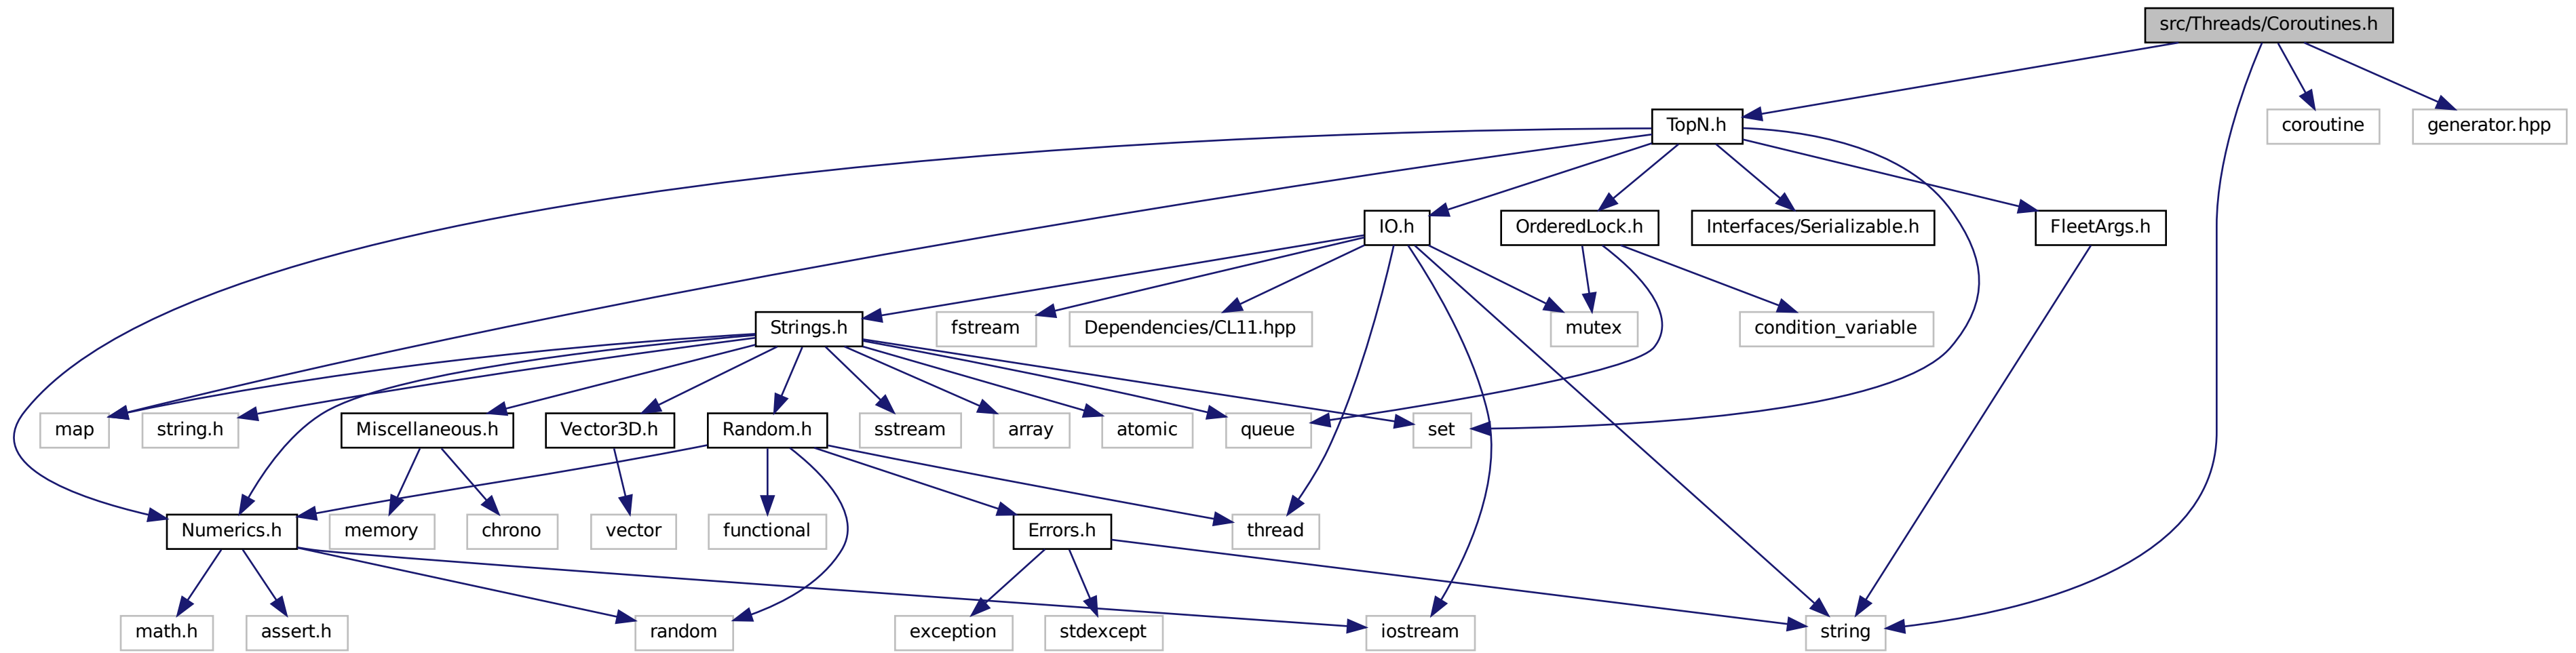 src/Threads/Coroutines.h
TopN.h
coroutine
generator.hpp
IO.h
OrderedLock.h
Interfaces/Serializable.h
FleetArgs.h
Strings.h
fstream
Dependencies/CL11.hpp
mutex
condition_variable
map
string.h
Miscellaneous.h
Vector3D.h
Random.h
sstream
array
atomic
queue
set
Numerics.h
memory
chrono
vector
functional
Errors.h
thread
math.h
assert.h
random
exception
stdexcept
iostream
string